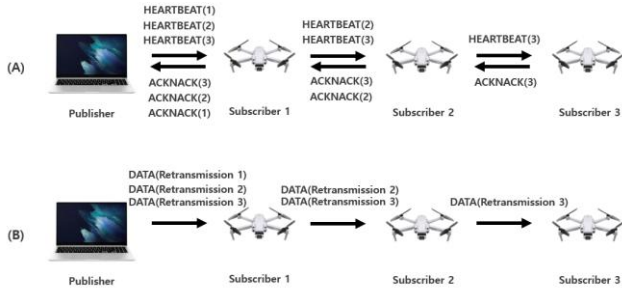 HEARTBEAT(1)
HEARTBEAT(2)
HEARTBEAT(3)
HEARTBEAT(2)
HEARTBEAT(3)
HEARTBEAT(3)
(A)
ACKNACK(3)
ACKNACK(2)
ACKNACK(1)
ACKNACK(3)
ACKNACK(2)
ACKNACK(3)
Publisher
Subscriber 1
Subscriber 2
Subscriber 3
DATA(Retransmission 1)
DATA(Retransmission 2)
DATA(Retransmission 3)
DATA(Retransmission 2)
DATA(Retransmission 3)
DATA(Retransmission 3)
(B)
Publisher
Subscriber 1
Subscriber 2
Subscriber 3